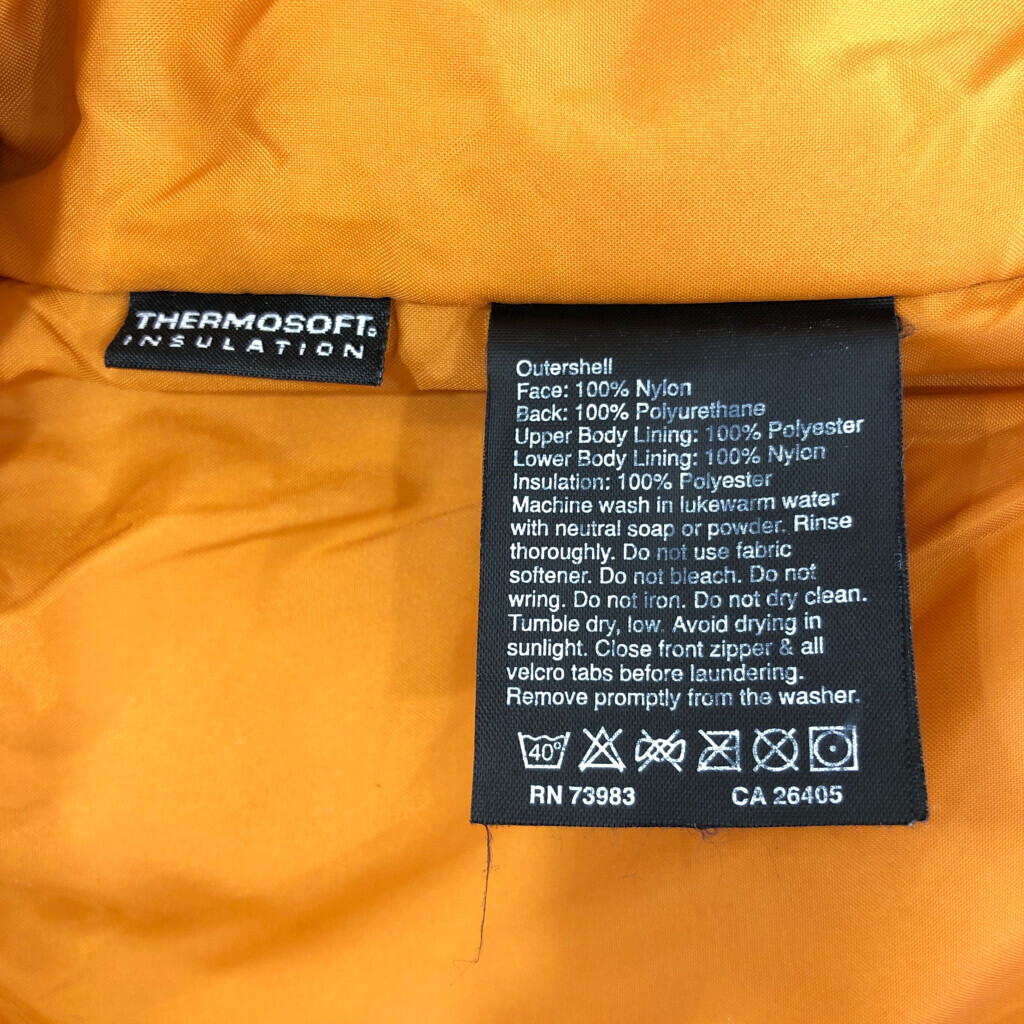 THERMOSOFT
INSULATION
Outershell
Face: 100% Nylon
Back: 100% Polyurethane
Upper Body Lining: 100% Polyester
Lower Body Lining: 100% Nylon
Insulation: 100% Polyester
Machine wash in lukewarm water
with neutral soap or powder. Rinse
thoroughly. Do not use fabric
softener. Do not bleach. Do not
wring. Do not iron. Do not dry clean.
Tumble dry, low. Avoid drying in
sunlight. Close front zipper & all
velcro tabs before laundering.
Remove promptly from the washer.
40°
RN 73983 CA 26405